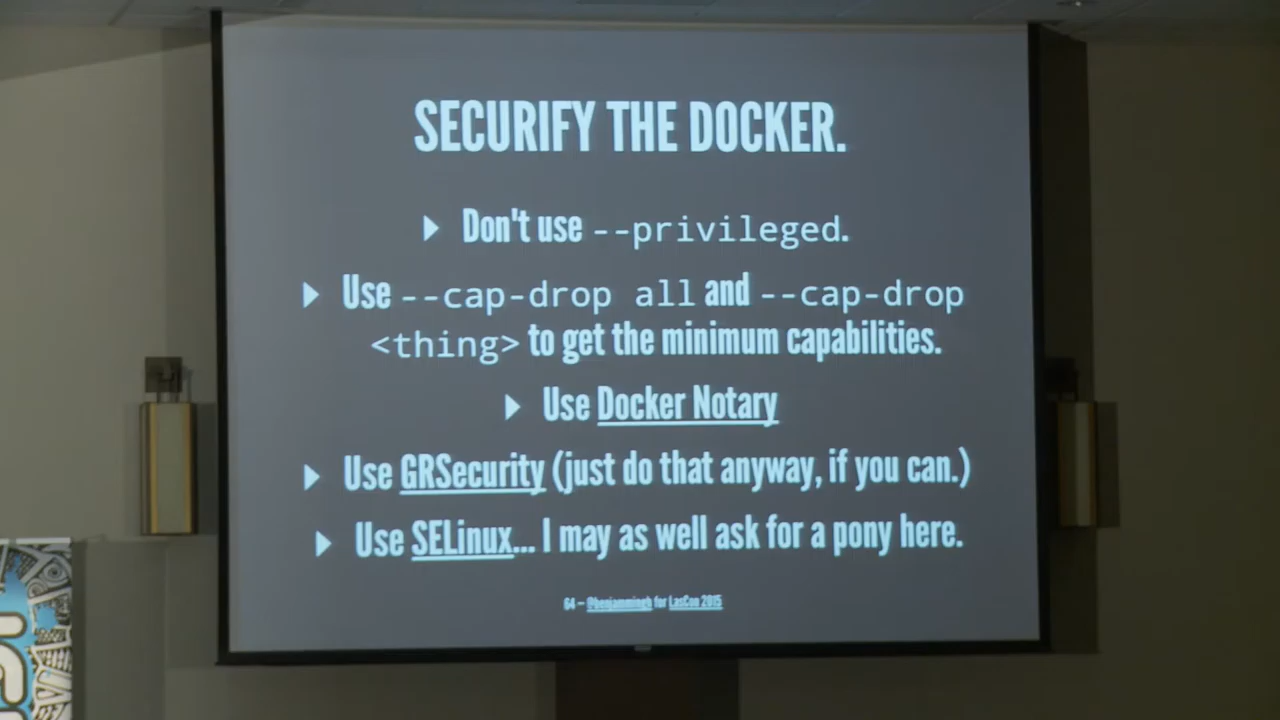 SECURIFY THE DOCKER.
Don't use --privileged.
Use --cap-drop all and --cap-drop
<thing> to get the minimum capabilities.
Use Docker Notary
Use GRSecurity (just do that anyway, if you can.)
Use SELinux... I may as well ask for a pony here.
64 — @benjammingh for LasCon 2015